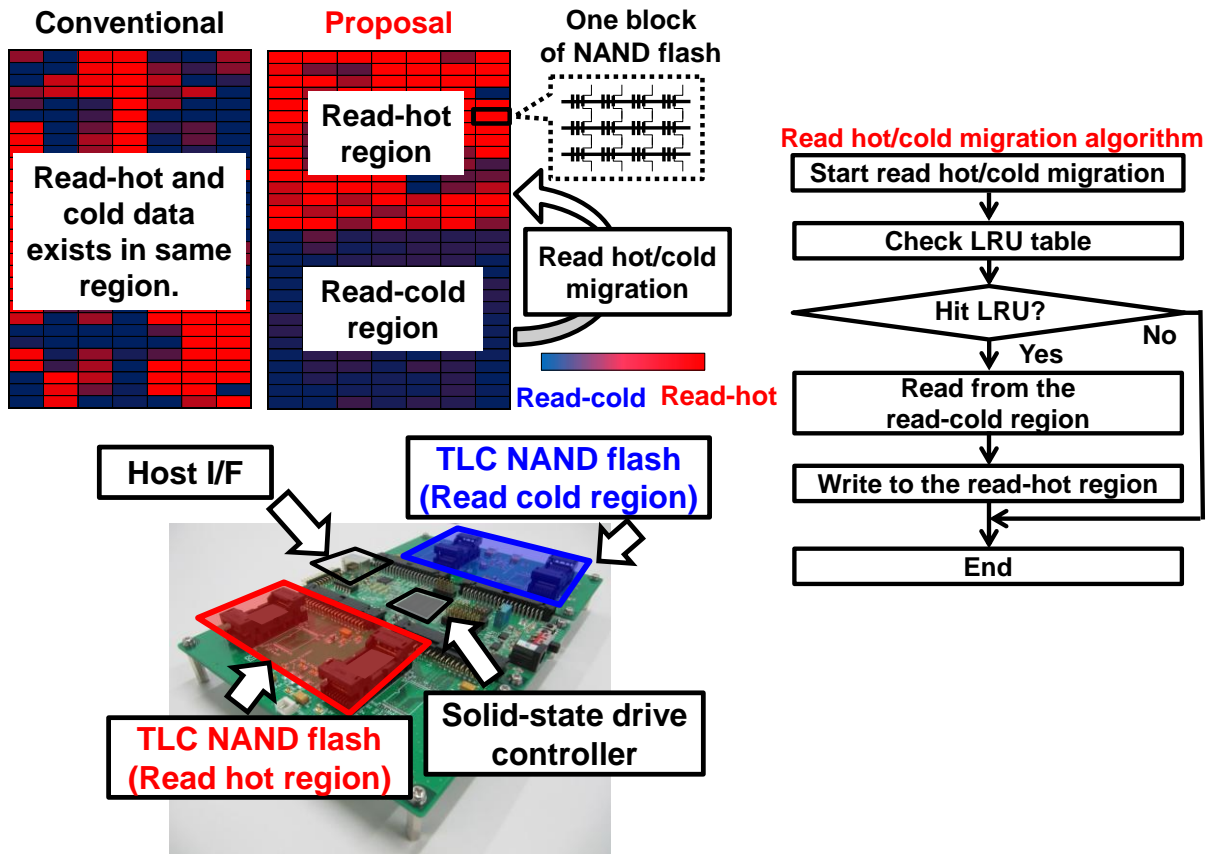 Conventional
Proposal
One block
of NAND flash
Read-hot
region
Read-hot and
cold data
exists in same
region.
Read hot/cold
migration
Read-cold
region
Read-cold
Read-hot
Read hot/cold migration algorithm
Start read hot/cold migration
Check LRU table
Hit LRU?
No
Yes
Read from the
read-cold region
Write to the read-hot region
End
Host I/F
TLC NAND flash
(Read cold region)
TLC NAND flash
(Read hot region)
Solid-state drive
controller